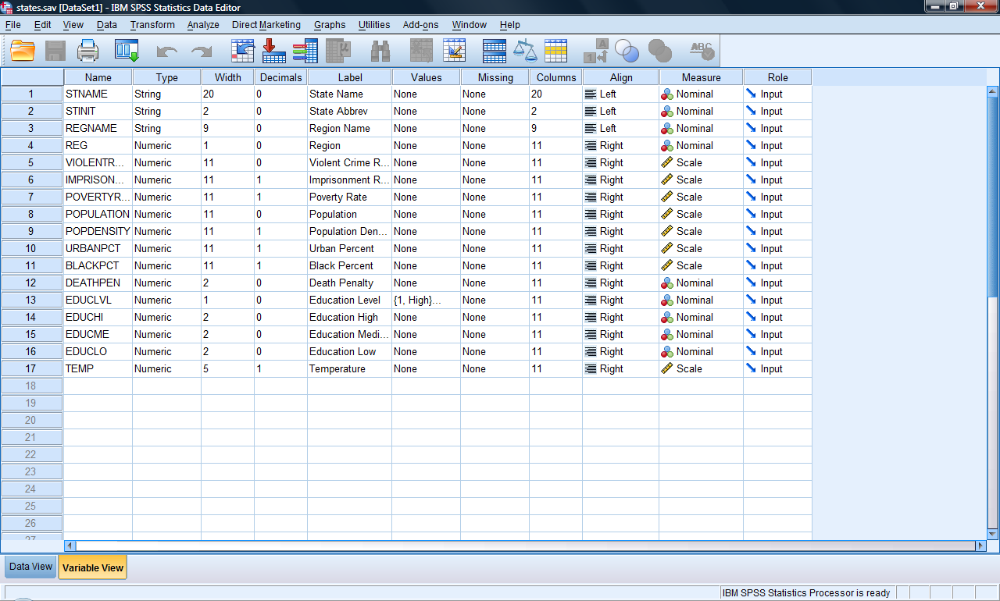 states.sav [DataSet1] - IBM SPSS Statistics Data Editor
File Edit View Data Transform Analyze Direct Marketing Graphs Utilities Add-ons Window Help
Name Type Width Decimals Label Values Missing Columns Align Measure Role
1 STNAME String 20 0 State Name None None 20 Left Nominal Input
2 STINIT String 2 0 State Abbrev None None 2 Left Nominal Input
3 REGNAME String 9 0 Region Name None None 9 Left Nominal Input
4 REG Numeric 1 0 Region None None 11 Right Nominal Input
5 VIOLENTR... Numeric 11 0 Violent Crime R... None None 11 Right Scale Input
6 IMPRISON... Numeric 11 1 Imprisonment R... None None 11 Right Scale Input
7 POVERTYR... Numeric 11 1 Poverty Rate None None 11 Right Scale Input
8 POPULATION Numeric 11 0 Population None None 11 Right Scale Input
9 POPDENSITY Numeric 11 1 Population Den... None None 11 Right Scale Input
10 URBANPCT Numeric 11 1 Urban Percent None None 11 Right Scale Input
11 BLACKPCT Numeric 11 1 Black Percent None None 11 Right Scale Input
12 DEATHPEN Numeric 2 0 Death Penalty None None 11 Right Nominal Input
13 EDUCLVL Numeric 1 0 Education Level {1, High}... None 11 Right Nominal Input
14 EDUCHI Numeric 2 0 Education High None None 11 Right Nominal Input
15 EDUCME Numeric 2 0 Education Medi... None None 11 Right Nominal Input
16 EDUCLO Numeric 2 0 Education Low None None 11 Right Nominal Input
17 TEMP Numeric 5 1 Temperature None None 11 Right Scale Input
18
19
20
21
22
23
24
25
26
27
Data View Variable View
IBM SPSS Statistics Processor is ready